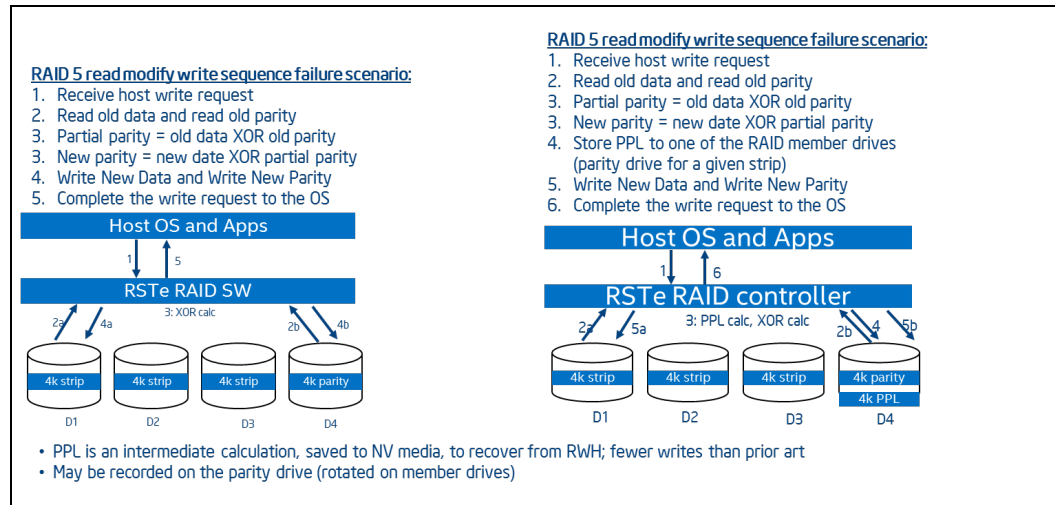 RAID 5 read modify write sequence failure scenario:
1. Receive host write request
2. Read old data and read old parity
3. Partial parity = old data XOR old parity
3. New parity = new date XOR partial parity
4. Write New Data and Write New Parity
5. Complete the write request to the OS
Host OS and Apps
1
5
RSTe RAID SW
3: XOR calc
2a
4a
2b
4b
4k strip
4k strip
4k strip
4k parity
D1
D2
D3
D4
RAID 5 read modify write sequence failure scenario:
1. Receive host write request
2. Read old data and read old parity
3. Partial parity = old data XOR old parity
3. New parity = new date XOR partial parity
4. Store PPL to one of the RAID member drives
(parity drive for a given strip)
5. Write New Data and Write New Parity
6. Complete the write request to the OS
Host OS and Apps
1
6
RSTe RAID controller
3: PPL calc, XOR calc
2a
5a
2b
4
5b
4k strip
4k strip
4k strip
4k parity
4k PPL
D1
D2
D3
D4
• PPL is an intermediate calculation, saved to NV media, to recover from RWH; fewer writes than prior art
• May be recorded on the parity drive (rotated on member drives)